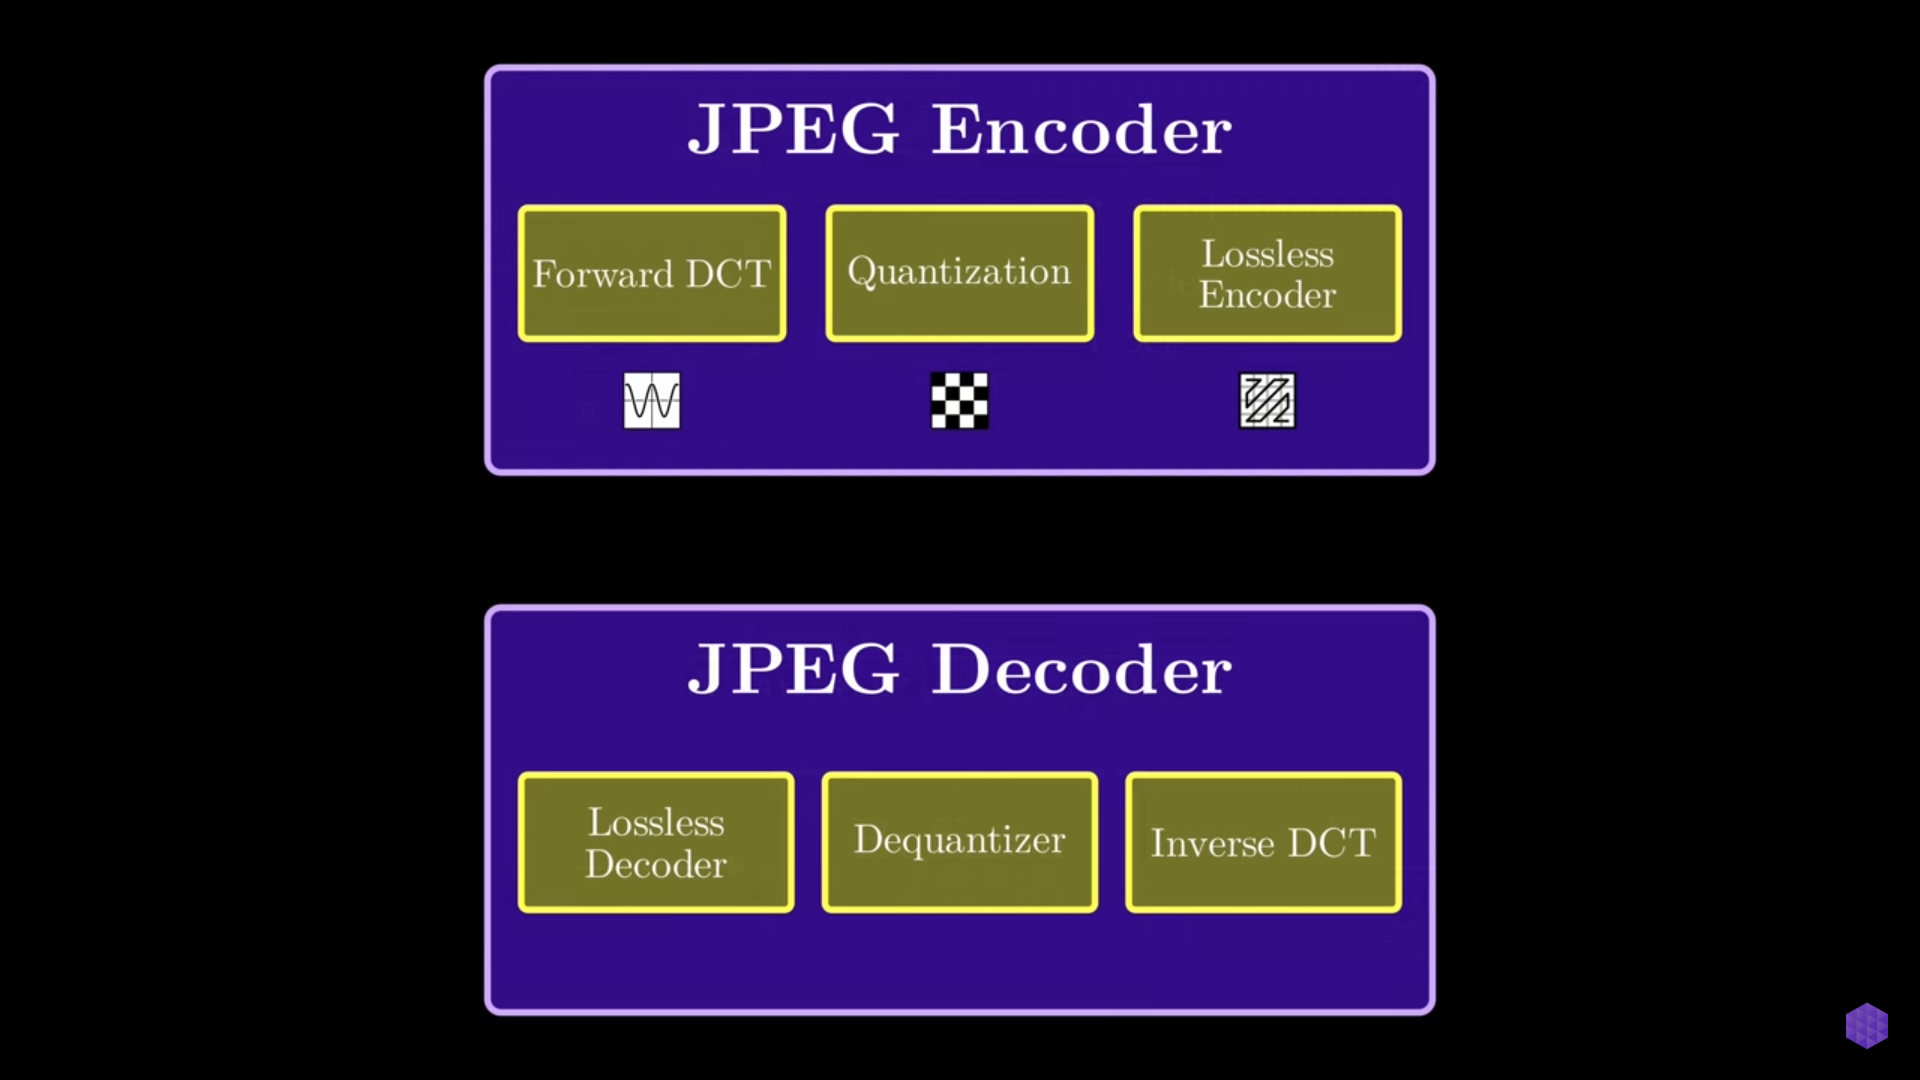 JPEG Encoder
Forward DCT
Quantization
Lossless
Encoder
JPEG Decoder
Lossless
Decoder
Dequantizer
Inverse DCT